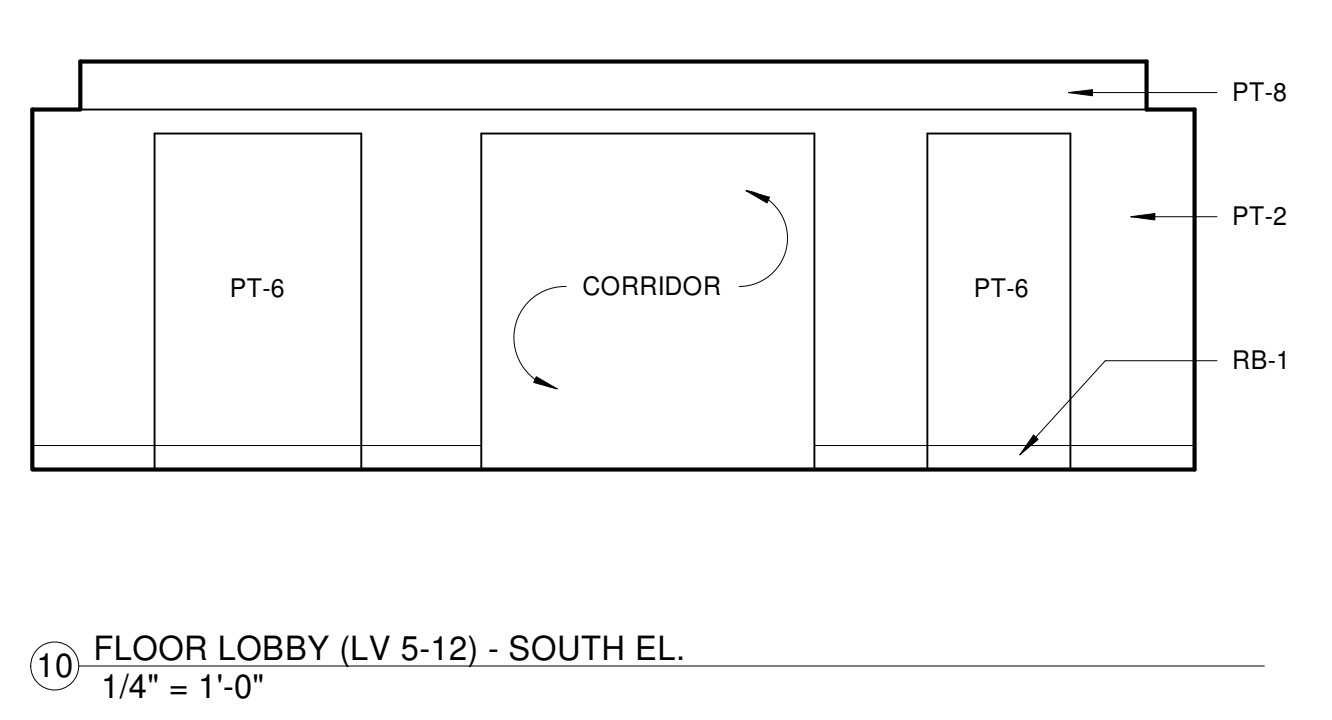 PT-8
PT-2
PT-6
CORRIDOR
PT-6
RB-1
10
FLOOR LOBBY (LV 5-12) - SOUTH EL.
1/4" = 1'-0"